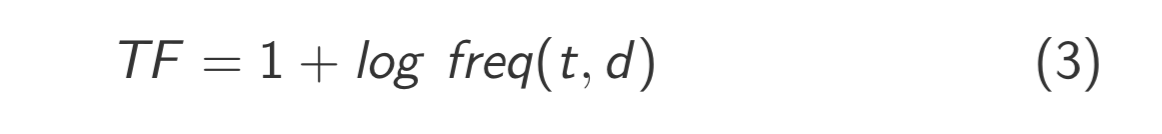 TF = 1 + log freq(t, d) (3)